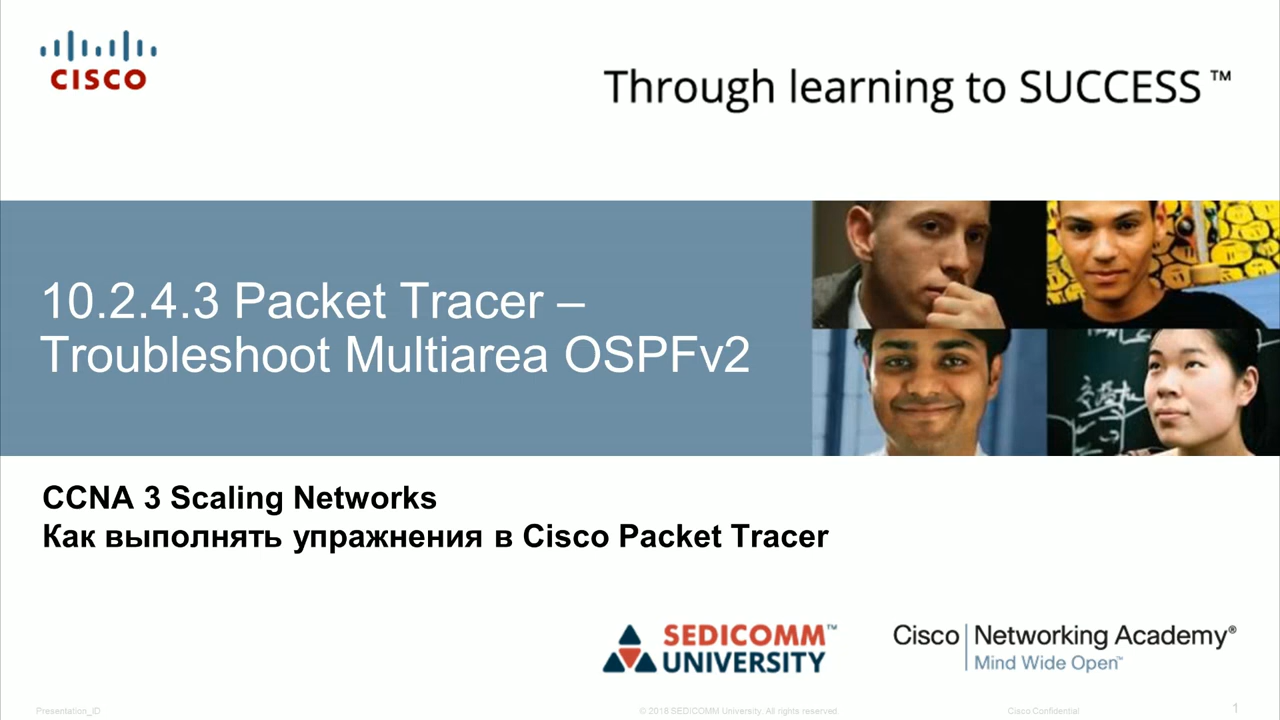 CISCO
Through learning to SUCCESS™
10.2.4.3 Packet Tracer –
Troubleshoot Multiarea OSPFv2
CCNA 3 Scaling Networks
Как выполнять упражнения в Cisco Packet Tracer
SEDICOMM™
UNIVERSITY
Cisco Networking Academy®
Mind Wide Open™
Presentation_ID
© 2018 SEDICOMM University. All rights reserved.
Cisco Confidential
1